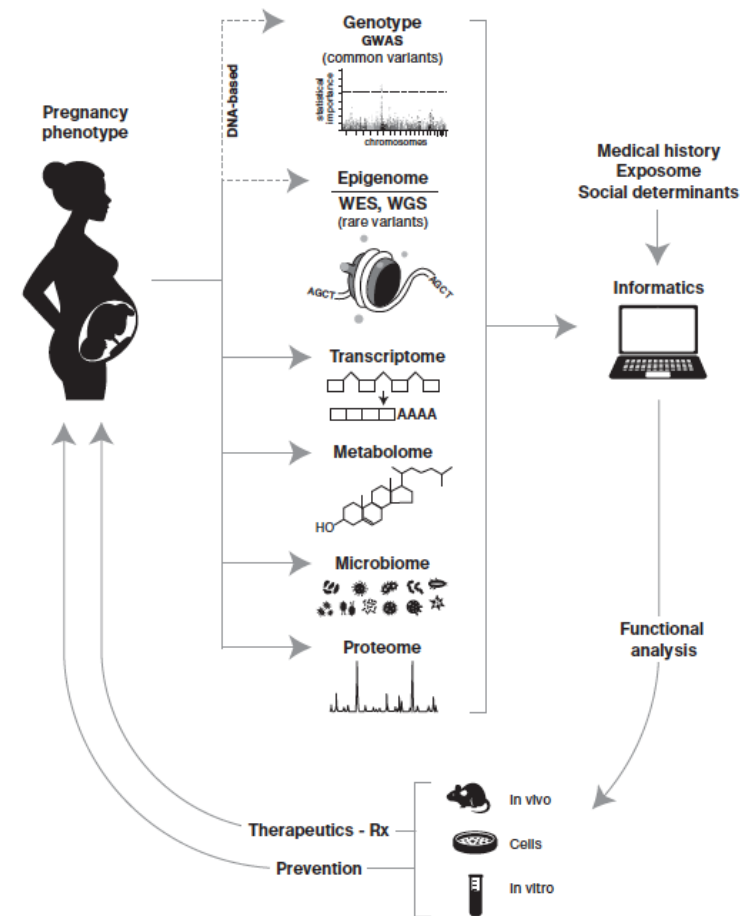 Genotype
GWAS
(common variants)
statistical
importance
chromosomes
DNA-based
Pregnancy
phenotype
Epigenome
WES, WGS
(rare variants)
AGCT
AGCT
Transcriptome
AAAA
Metabolome
HO
Microbiome
Proteome
Medical history
Exposome
Social determinants
Informatics
Functional
analysis
Therapeutics - Rx
Prevention
In vivo
Cells
In vitro